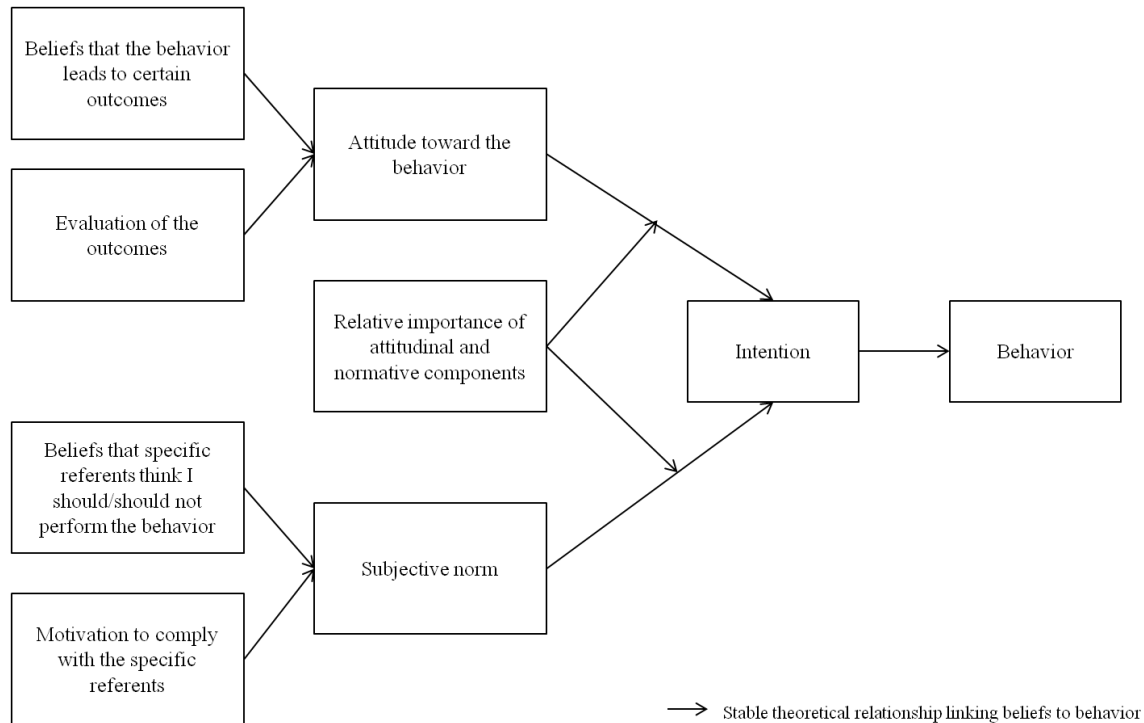 Beliefs that the behavior
leads to certain
outcomes
Attitude toward the
behavior
Evaluation of the
outcomes
Relative importance of
attitudinal and
normative components
Intention
Behavior
Beliefs that specific
referents think I
should/should not
perform the behavior
Subjective norm
Motivation to comply
with the specific
referents
Stable theoretical relationship linking beliefs to behavior